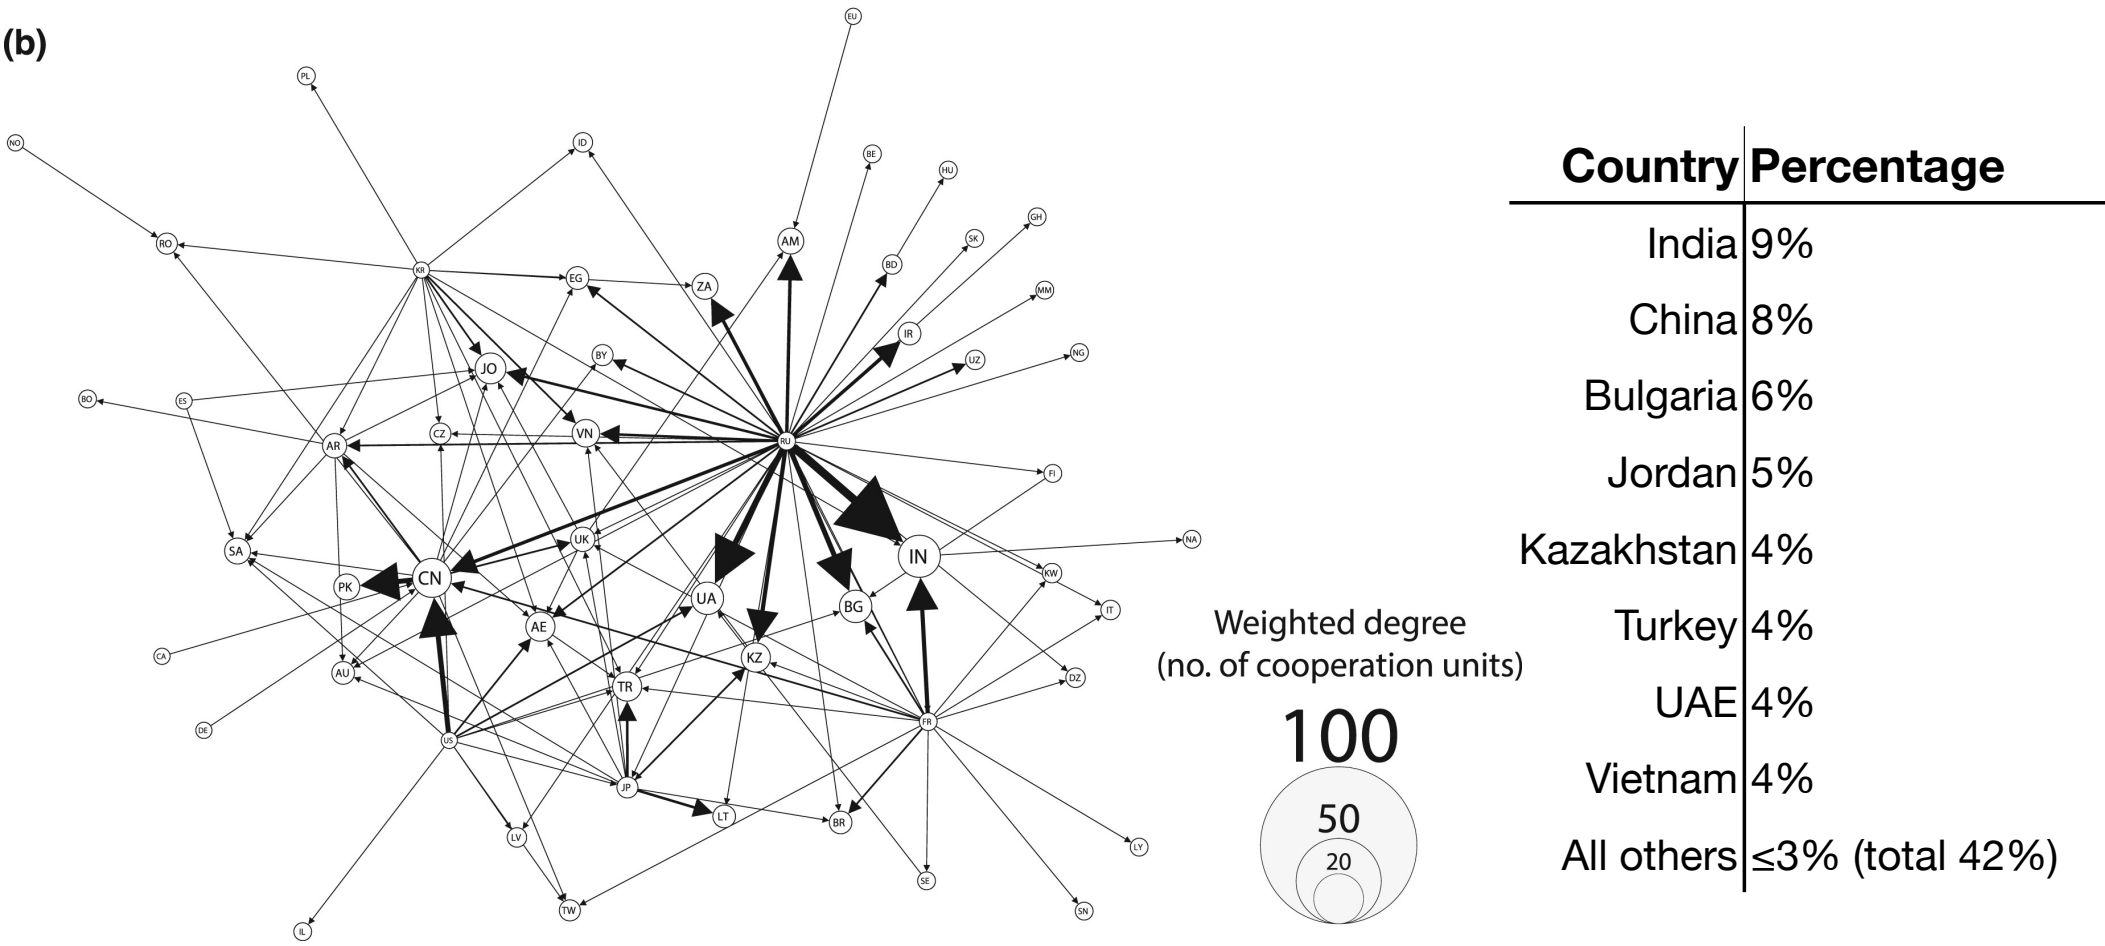 (b)
EU
PL
NO
ID
BE
HU
GH
RO
AM
SK
KR
BD
EG
ZA
MM
IR
BY
UZ
NG
JO
BO
ES
CZ
VN
RU
AR
FI
UK
NA
SA
IN
CN
PK
KW
UA
BG
IT
AE
CA
KZ
AU
TR
DZ
DE
US
FR
JP
LT
BR
LV
LY
SE
TW
SN
IL
Weighted degree
(no. of cooperation units)
100
50
20
Country Percentage
India 9%
China 8%
Bulgaria 6%
Jordan 5%
Kazakhstan 4%
Turkey 4%
UAE 4%
Vietnam 4%
All others ≤3% (total 42%)